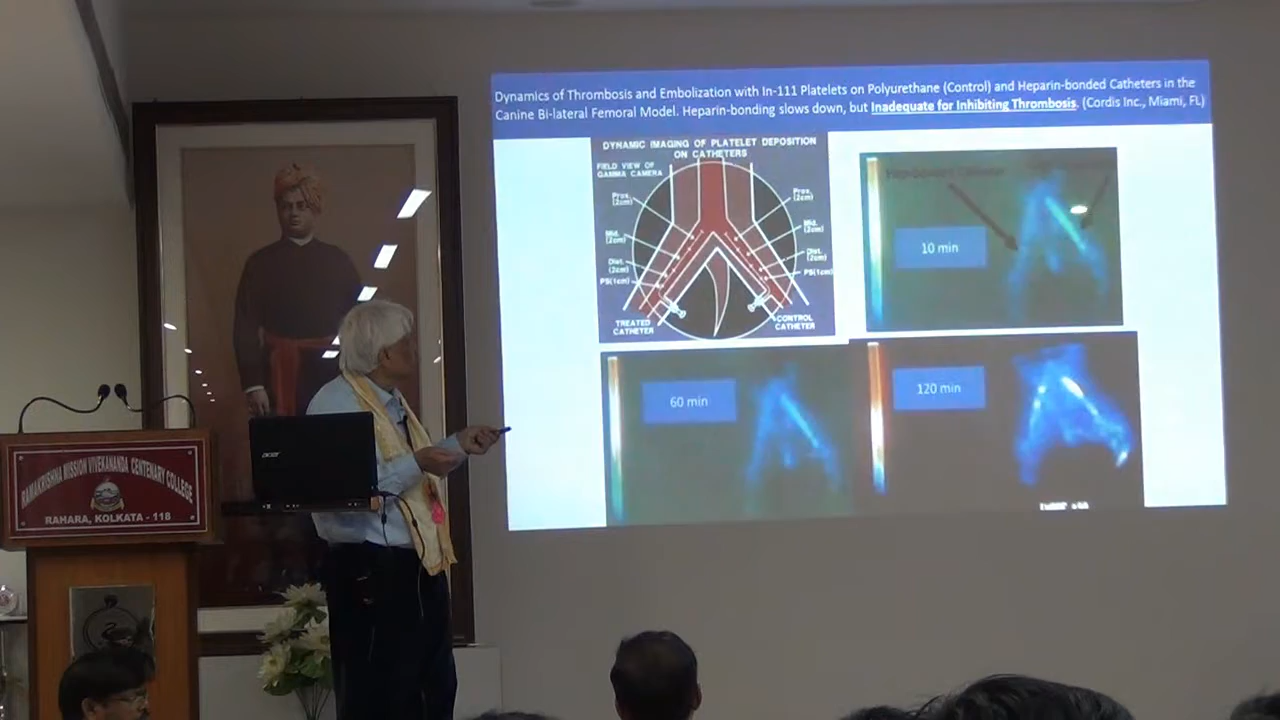 Dynamics of Thrombosis and Embolization with In-111 Platelets on Polyurethane (Control) and Heparin-bonded Catheters in the
Canine Bi-lateral Femoral Model. Heparin-bonding slows down, but Inadequate for Inhibiting Thrombosis. (Cordis Inc., Miami, FL)
DYNAMIC IMAGING OF PLATELET DEPOSITION
ON CATHETERS
FIELD VIEW OF
GAMMA CAMERA
Prox.
(2cm)
Mid.
(2cm)
Dist.
(2cm)
PS(1cm)
Prox.
(2cm)
Mid.
(2cm)
Dist.
(2cm)
PS(1cm)
TREATED
CATHETER
CONTROL
CATHETER
10 min
60 min
120 min
acer
RAMAKRISHNA MISSION VIVEKANANDA CENTENARY COLLEGE
RAHARA, KOLKATA - 118